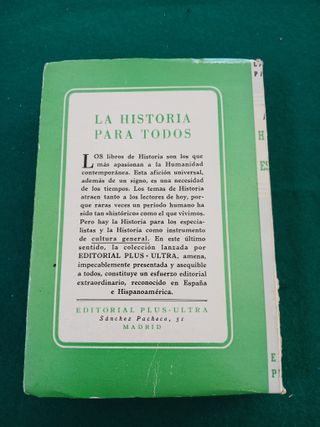 LA HISTORIA
PARA TODOS
LOS libros de Historia son los que
más apasionan a la Humanidad
contemporánea. Esta afición universal,
además de un signo, es una necesidad
de los tiempos. Los temas de Historia
atraen tanto a los lectores de hoy, por-
que raras veces un período humano ha
sido tan «histórico» como el que vivimos.
Pero hay la Historia para los especia-
listas y la Historia como instrumento
de cultura general. En este último
sentido, la colección lanzada por
EDITORIAL PLUS-ULTRA, amena,
impecablemente presentada y asequible
a todos, constituye un esfuerzo editorial
extraordinario, reconocido en España
e Hispanoamérica.
EDITORIAL PLUS-ULTRA
Sánchez Pacheco, 51
MADRID
H
ES
E
P